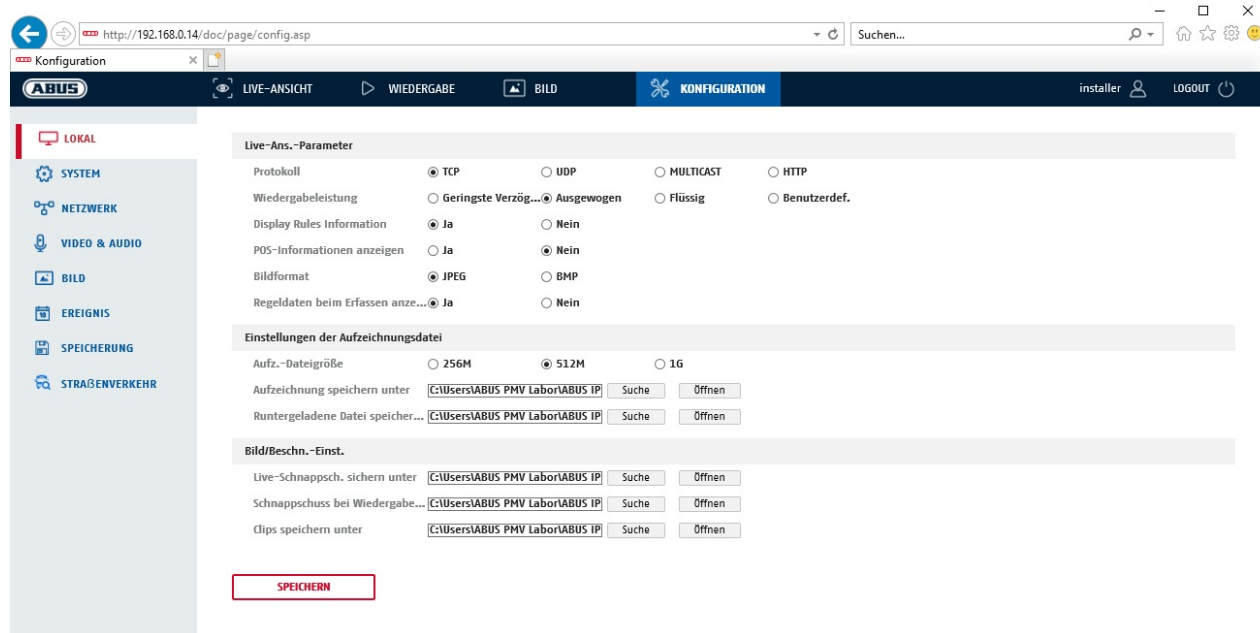 http://192.168.0.14/doc/page/config.asp
Suchen...
Konfiguration
ABUS LIVE-ANSICHT WIEDERGABE BILD KONFIGURATION installer LOGOUT
LOKAL
SYSTEM
NETZWERK
VIDEO & AUDIO
BILD
EREIGNIS
SPEICHERUNG
STRAßENVERKEHR
Live-Ans.-Parameter
Protokoll TCP UDP MULTICAST HTTP
Wiedergabeleistung Geringste Verzög... Ausgewogen Flüssig Benutzerdef.
Display Rules Information Ja Nein
POS-Informationen anzeigen Ja Nein
Bildformat JPEG BMP
Regeldaten beim Erfassen anze... Ja Nein
Einstellungen der Aufzeichnungsdatei
Aufz.-Dateigröße 256M 512M 1G
Aufzeichnung speichern unter C:\Users\ABUS PMV Labor\ABUS IP Suche Öffnen
Runtergeladene Datei speicher... C:\Users\ABUS PMV Labor\ABUS IP Suche Öffnen
Bild/Beschn.-Einst.
Live-Schnappsch. sichern unter C:\Users\ABUS PMV Labor\ABUS IP Suche Öffnen
Schnappschuss bei Wiedergabe... C:\Users\ABUS PMV Labor\ABUS IP Suche Öffnen
Clips speichern unter C:\Users\ABUS PMV Labor\ABUS IP Suche Öffnen
SPEICHERN